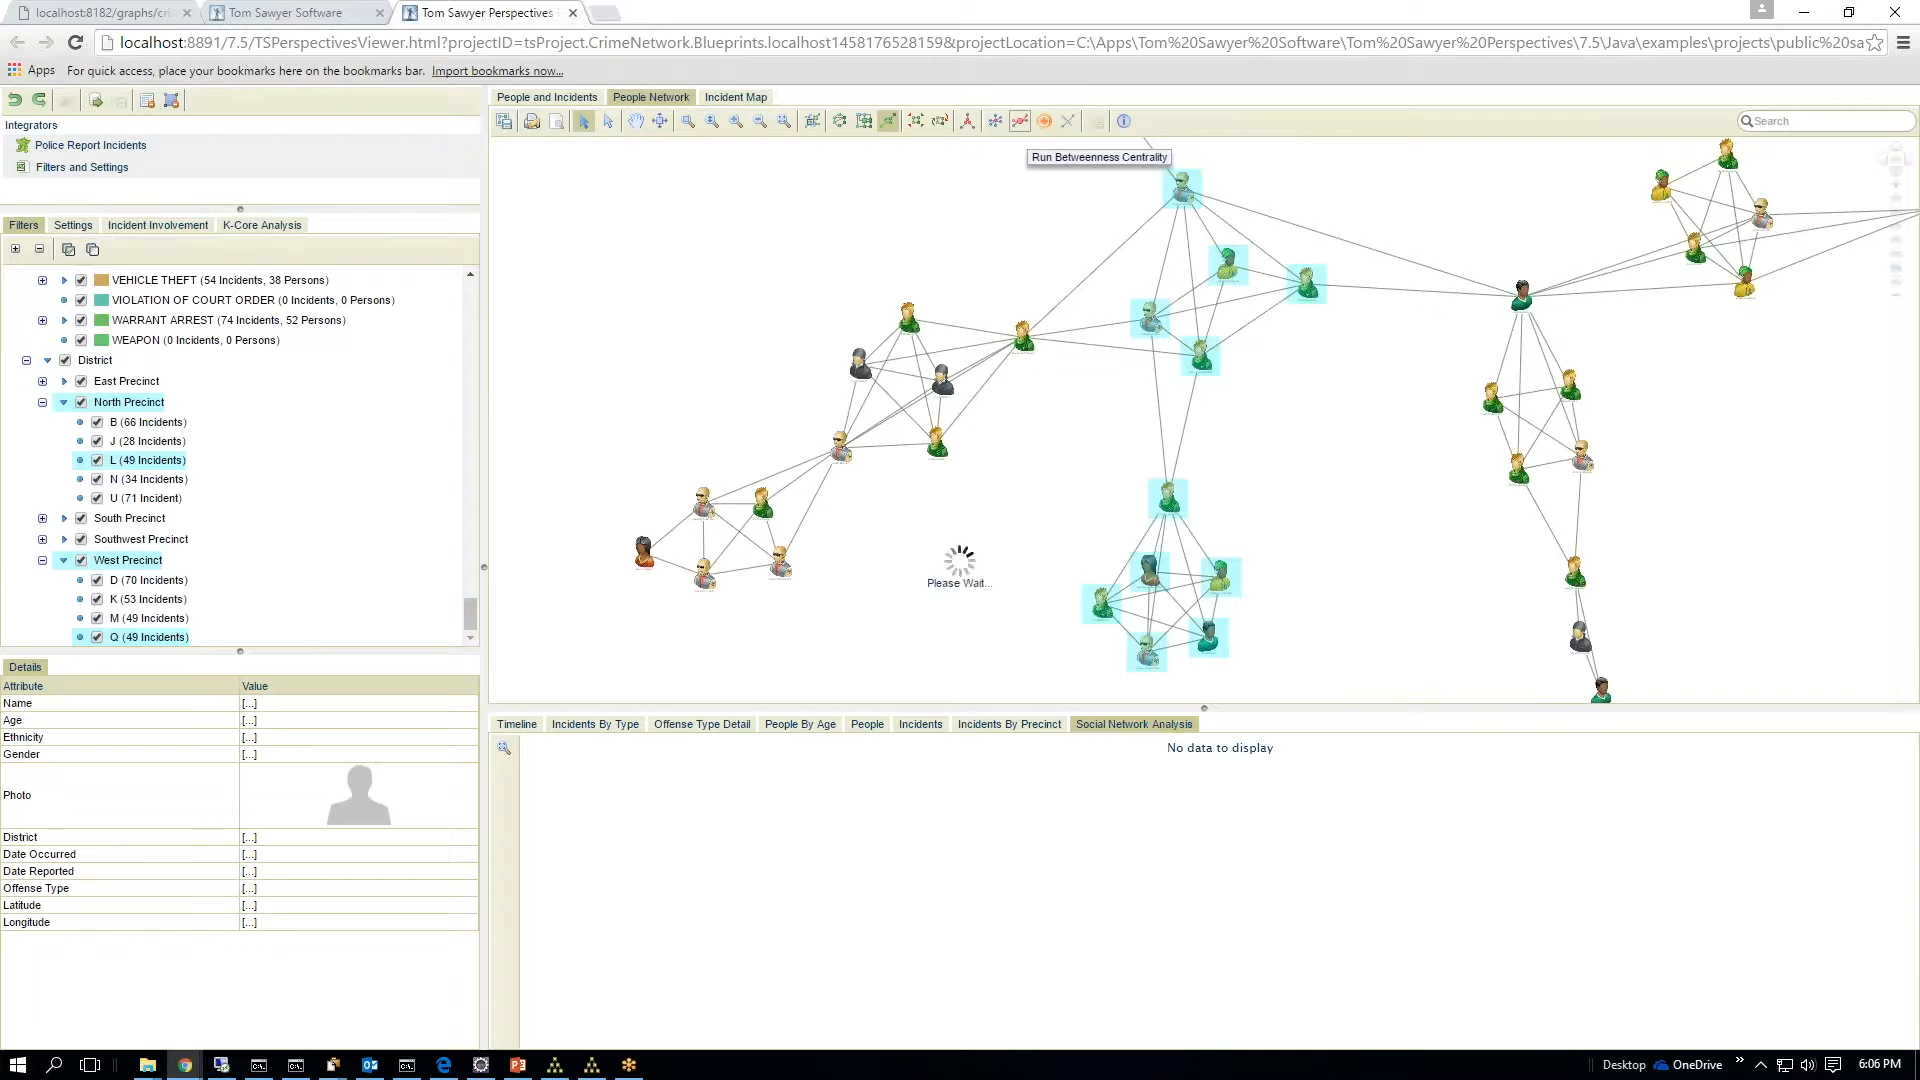 localhost:8182/graphs/cri
Tom Sawyer Software
Tom Sawyer Perspectives
localhost:8891/7.5/TSPerspectivesViewer.html?projectID=tsProject.CrimeNetwork.Blueprints.localhost1458176528159&projectLocation=C:\Apps\Tom%20Sawyer%20Software\Tom%20Sawyer%20Perspectives\7.5\Java\examples\projects\public%20sa
Apps For quick access, place your bookmarks here on the bookmarks bar. Import bookmarks now...
Integrators
Police Report Incidents
Filters and Settings
Filters Settings Incident Involvement K-Core Analysis
VEHICLE THEFT (54 Incidents, 38 Persons)
VIOLATION OF COURT ORDER (0 Incidents, 0 Persons)
WARRANT ARREST (74 Incidents, 52 Persons)
WEAPON (0 Incidents, 0 Persons)
District
East Precinct
North Precinct
B (66 Incidents)
J (28 Incidents)
L (49 Incidents)
N (34 Incidents)
U (71 Incident)
South Precinct
Southwest Precinct
West Precinct
D (70 Incidents)
K (53 Incidents)
M (49 Incidents)
Q (49 Incidents)
Details
Attribute Value
Name [...]
Age [...]
Ethnicity [...]
Gender [...]
Photo
District [...]
Date Occurred [...]
Date Reported [...]
Offense Type [...]
Latitude [...]
Longitude [...]
People and Incidents People Network Incident Map
Search
Run Betweenness Centrality
Please Wait...
Timeline Incidents By Type Offense Type Detail People By Age People Incidents Incidents By Precinct Social Network Analysis
No data to display
Desktop OneDrive 6:06 PM